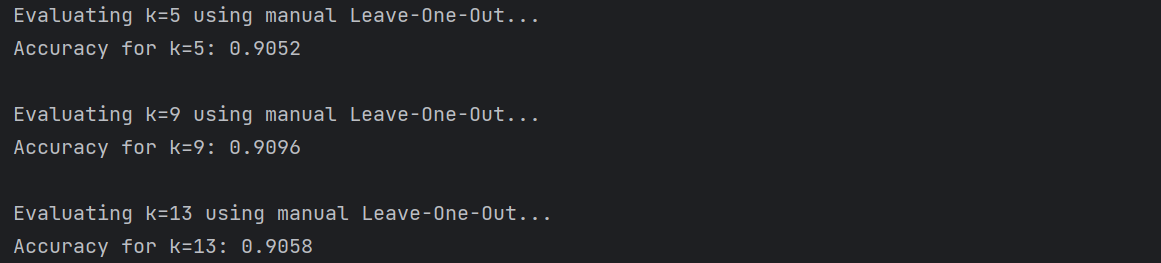 Evaluating k=5 using manual Leave-One-Out...
Accuracy for k=5: 0.9052
Evaluating k=9 using manual Leave-One-Out...
Accuracy for k=9: 0.9096
Evaluating k=13 using manual Leave-One-Out...
Accuracy for k=13: 0.9058